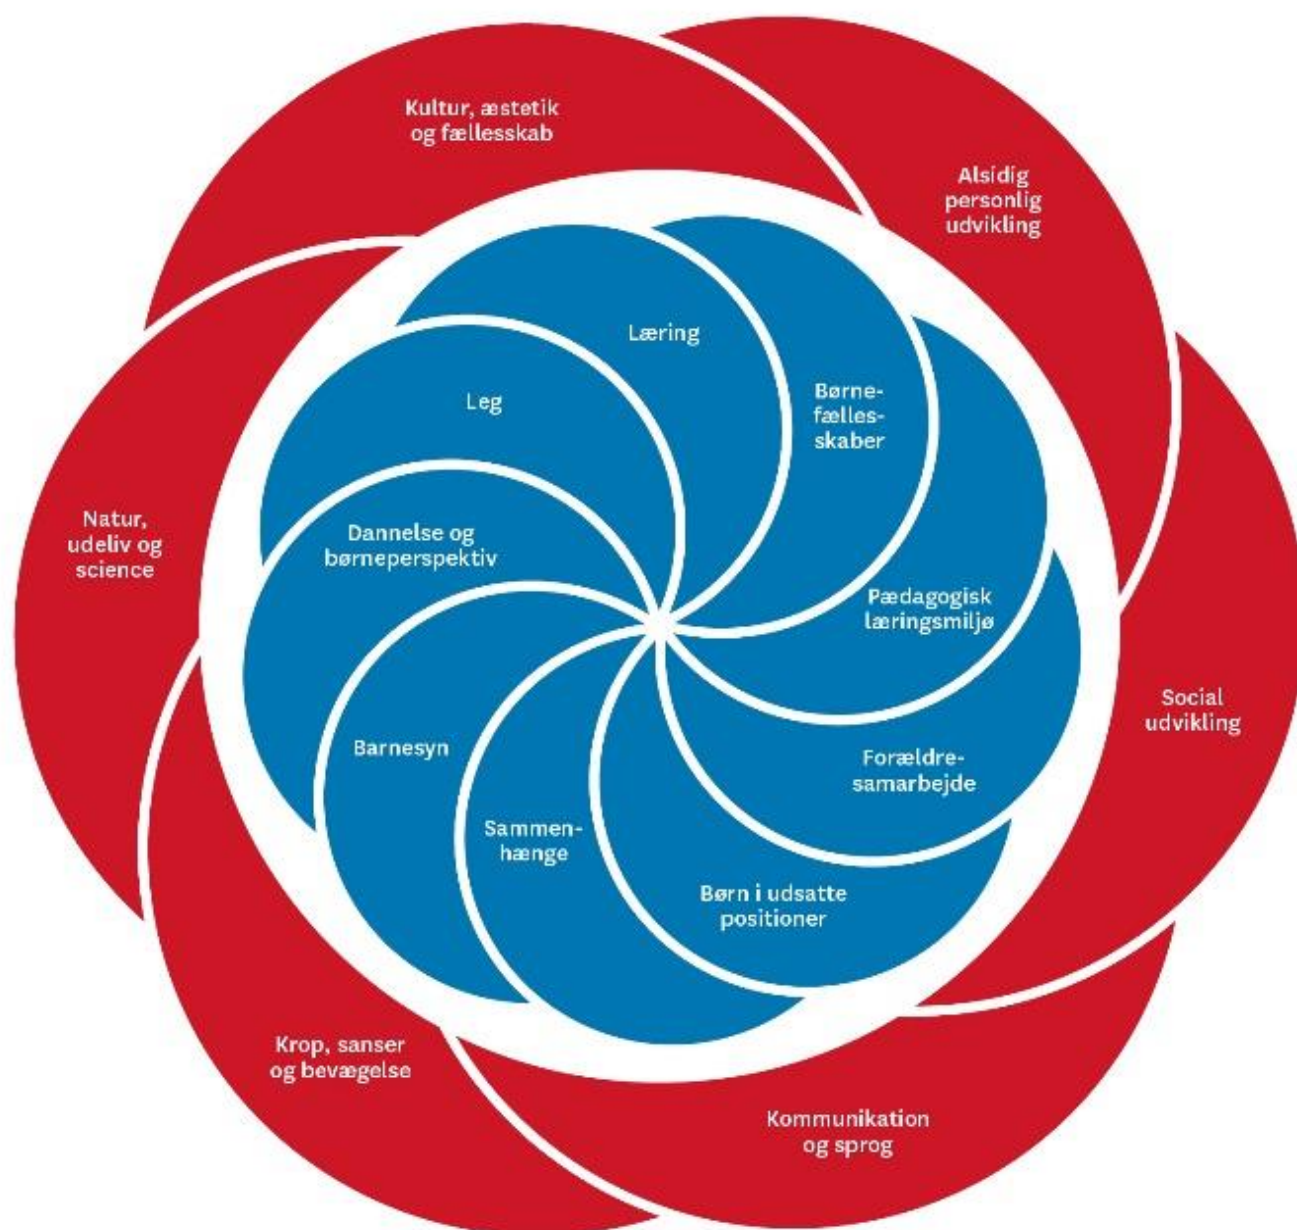 Kultur, æstetik
og fællesskab
Alsidig
personlig
udvikling
Læring
Børne-
fælles-
skaber
Leg
Natur,
udeliv og
science
Dannelse og
børneperspektiv
Pædagogisk
læringsmiljø
Social
udvikling
Barnesyn
Forældre-
samarbejde
Sammen-
hænge
Børn i udsatte
positioner
Krop, sanser
og bevægelse
Kommunikation
og sprog